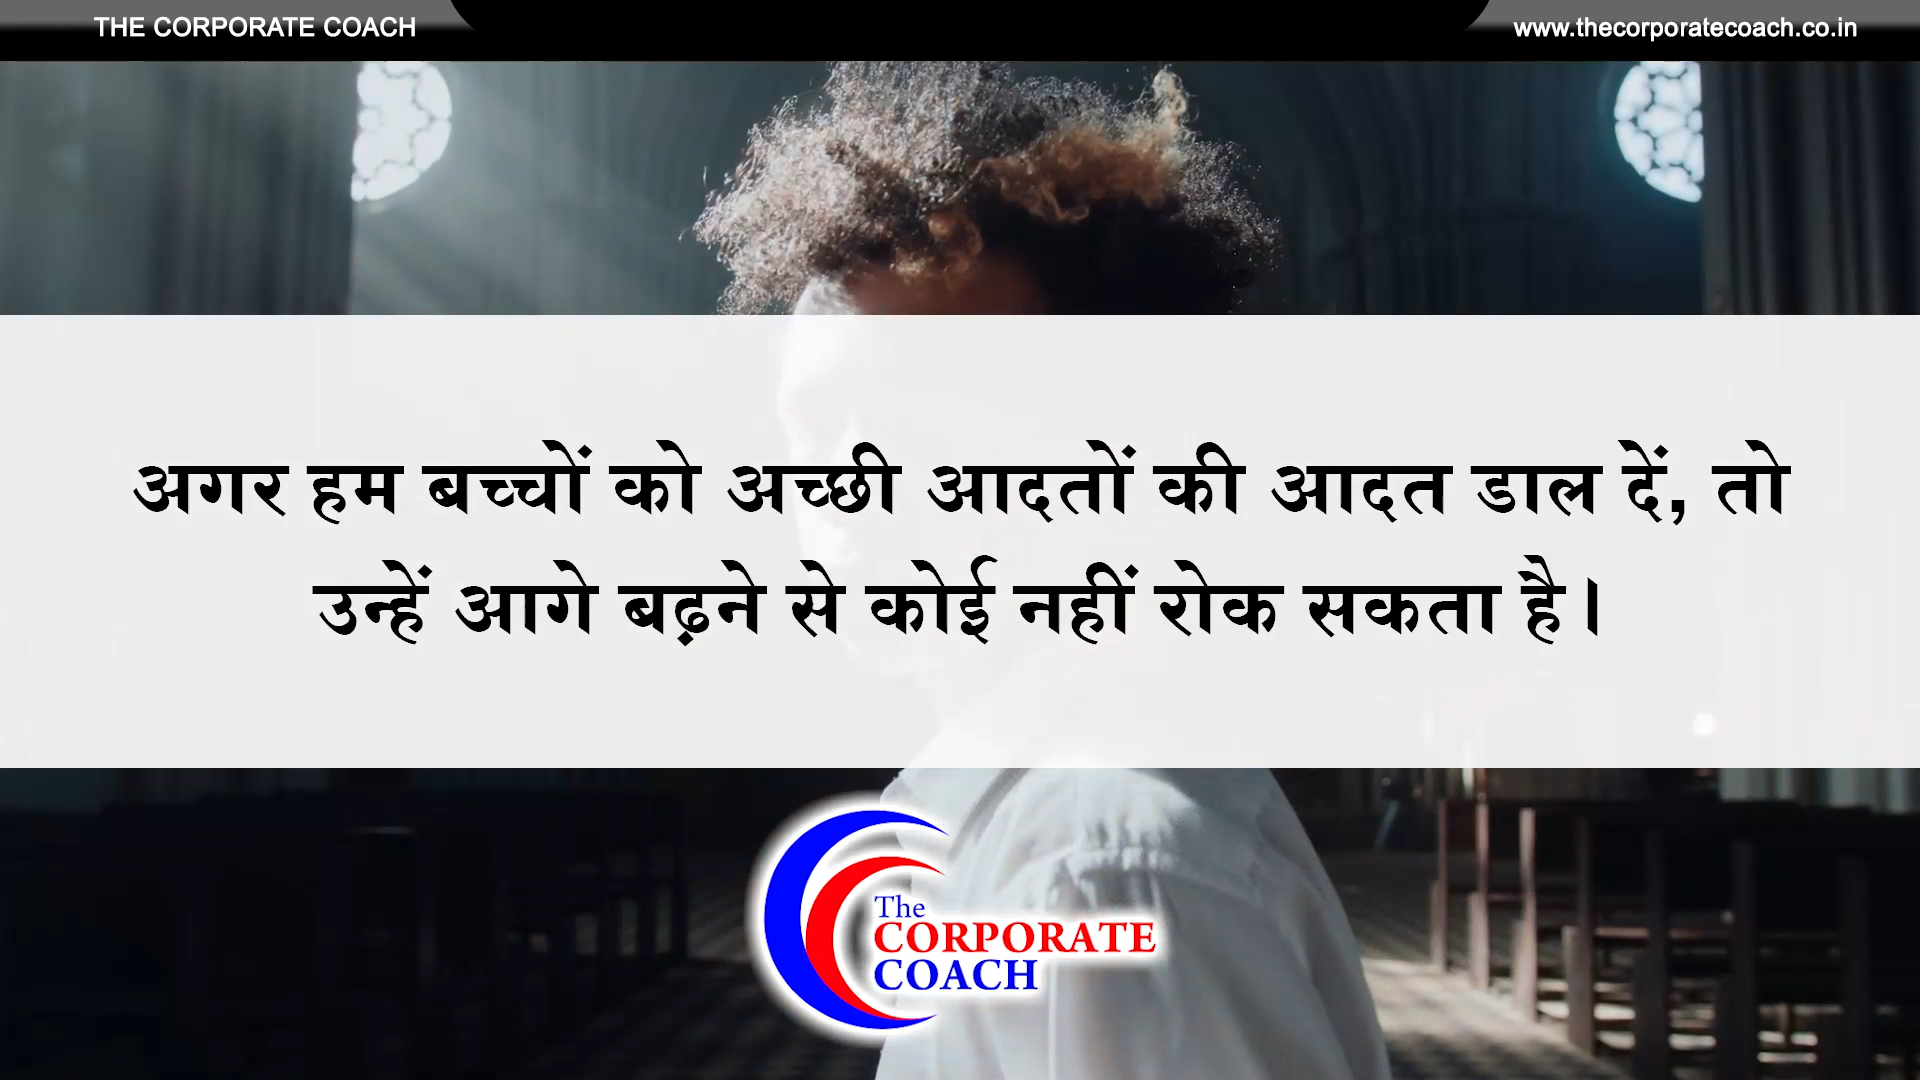 THE CORPORATE COACH
www.thecorporatecoach.co.in
अगर हम बच्चों को अच्छी आदतों की आदत डाल दें, तो
उन्हें आगे बढ़ने से कोई नहीं रोक सकता है।
The
CORPORATE
COACH